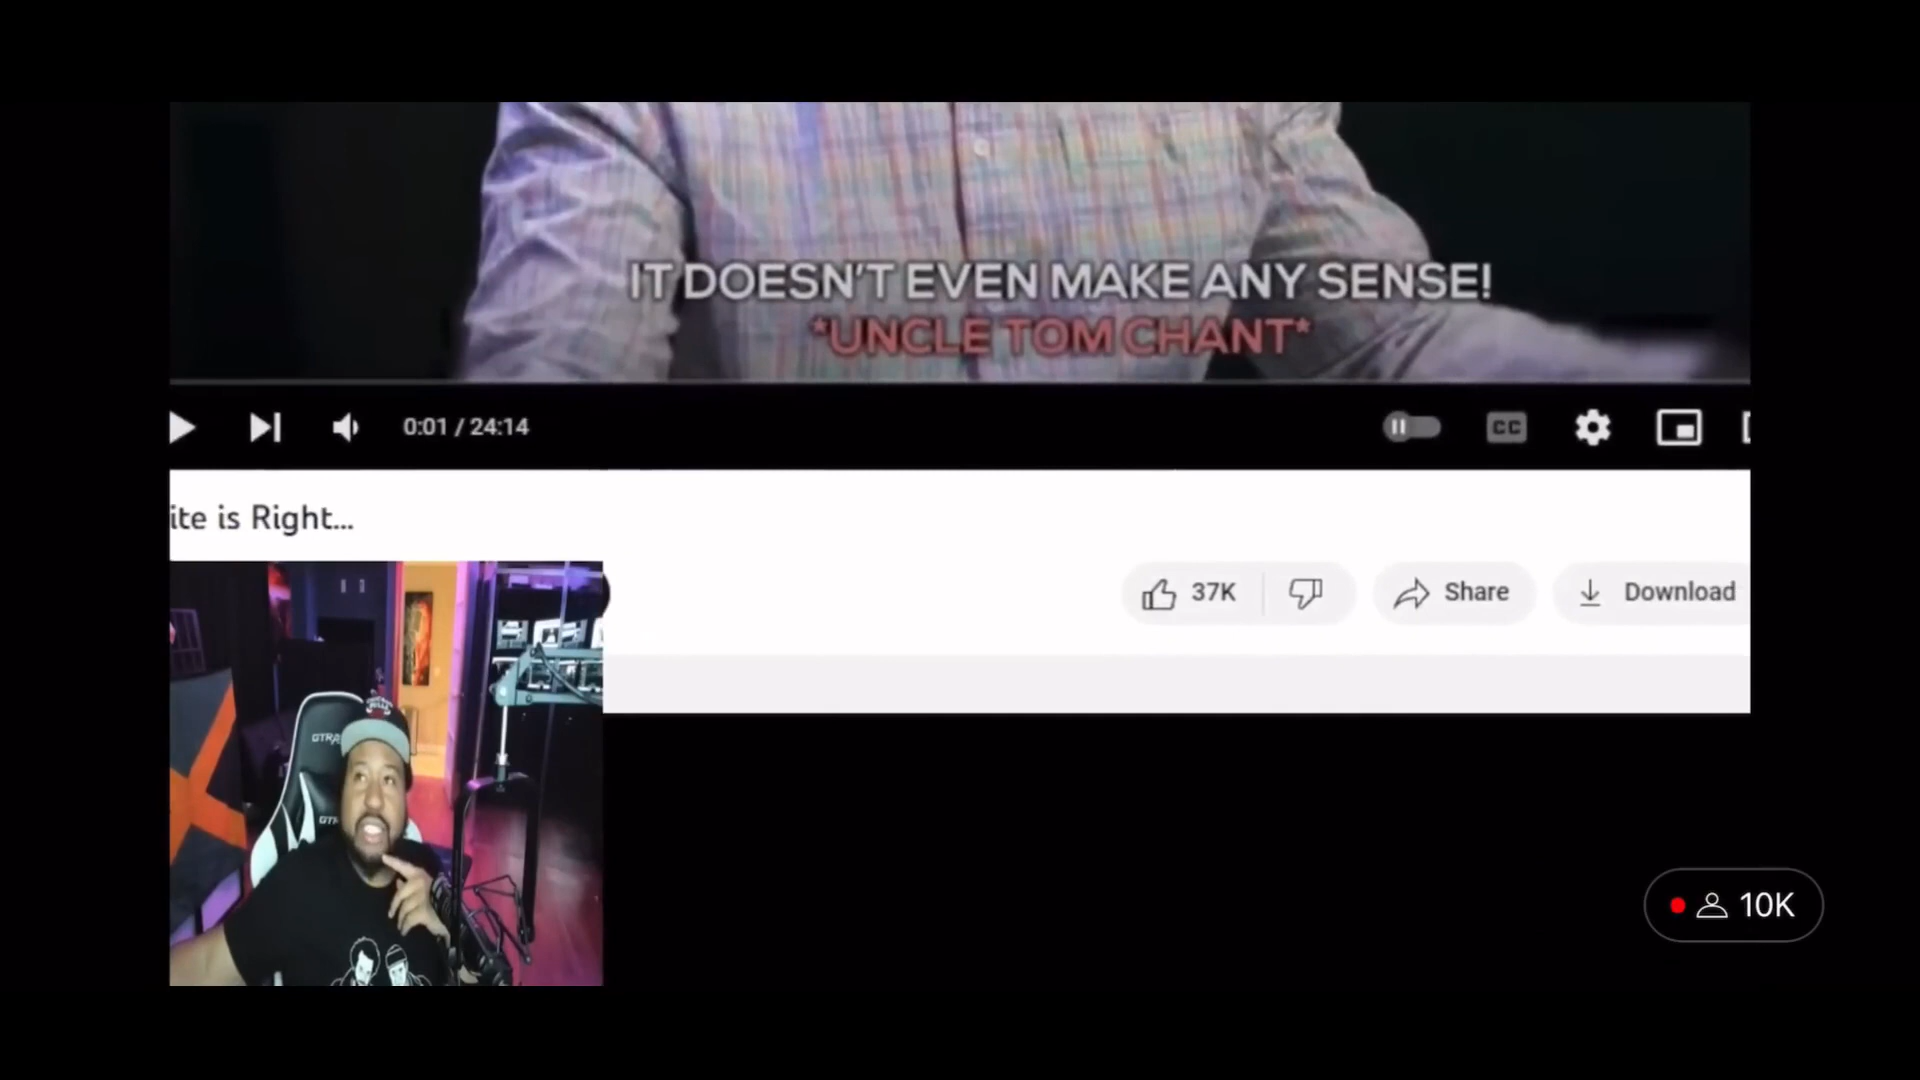 IT DOESN'T EVEN MAKE ANY SENSE!
*UNCLE TOM CHANT*
0:01 / 24:14
CC
ite is Right...
37K
Share
Download
10K